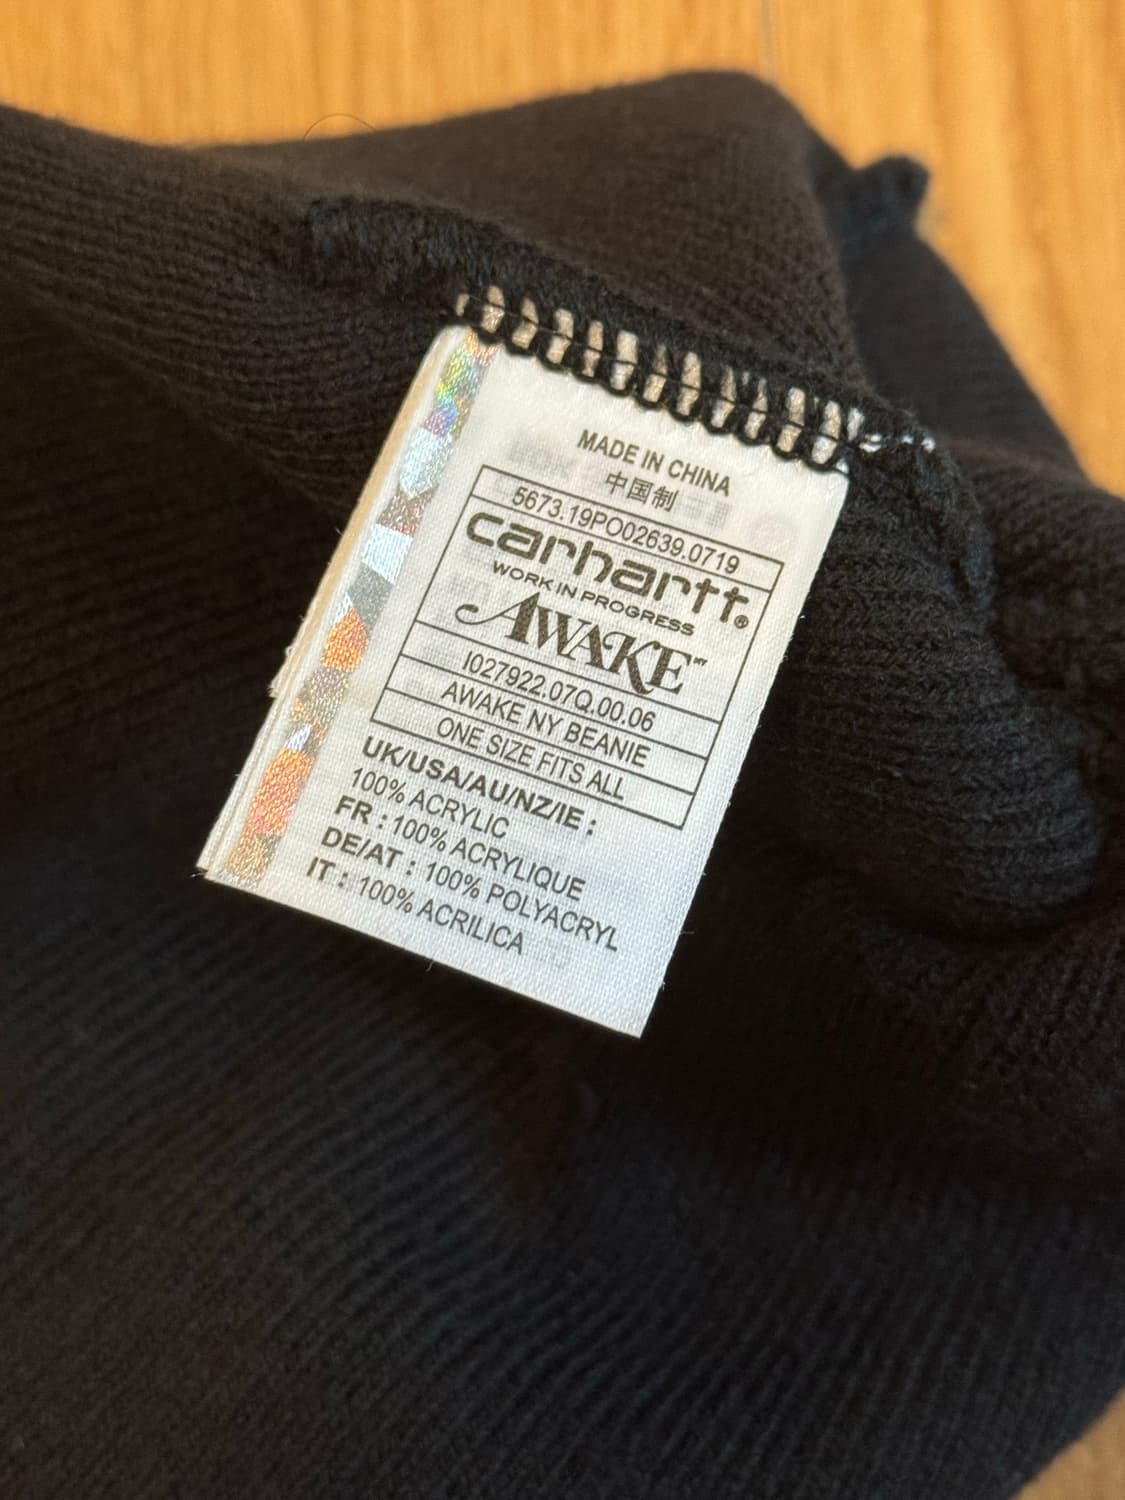 MADE IN CHINA
中国制
5673.19PO02639.0719
carhartt®
WORK IN PROGRESS
AWAKE™
I027922.07Q.00.06
AWAKE NY BEANIE
ONE SIZE FITS ALL
UK/USA/AU/NZ/IE :
100% ACRYLIC
FR : 100% ACRYLIQUE
DE/AT : 100% POLYACRYL
IT : 100% ACRILICA